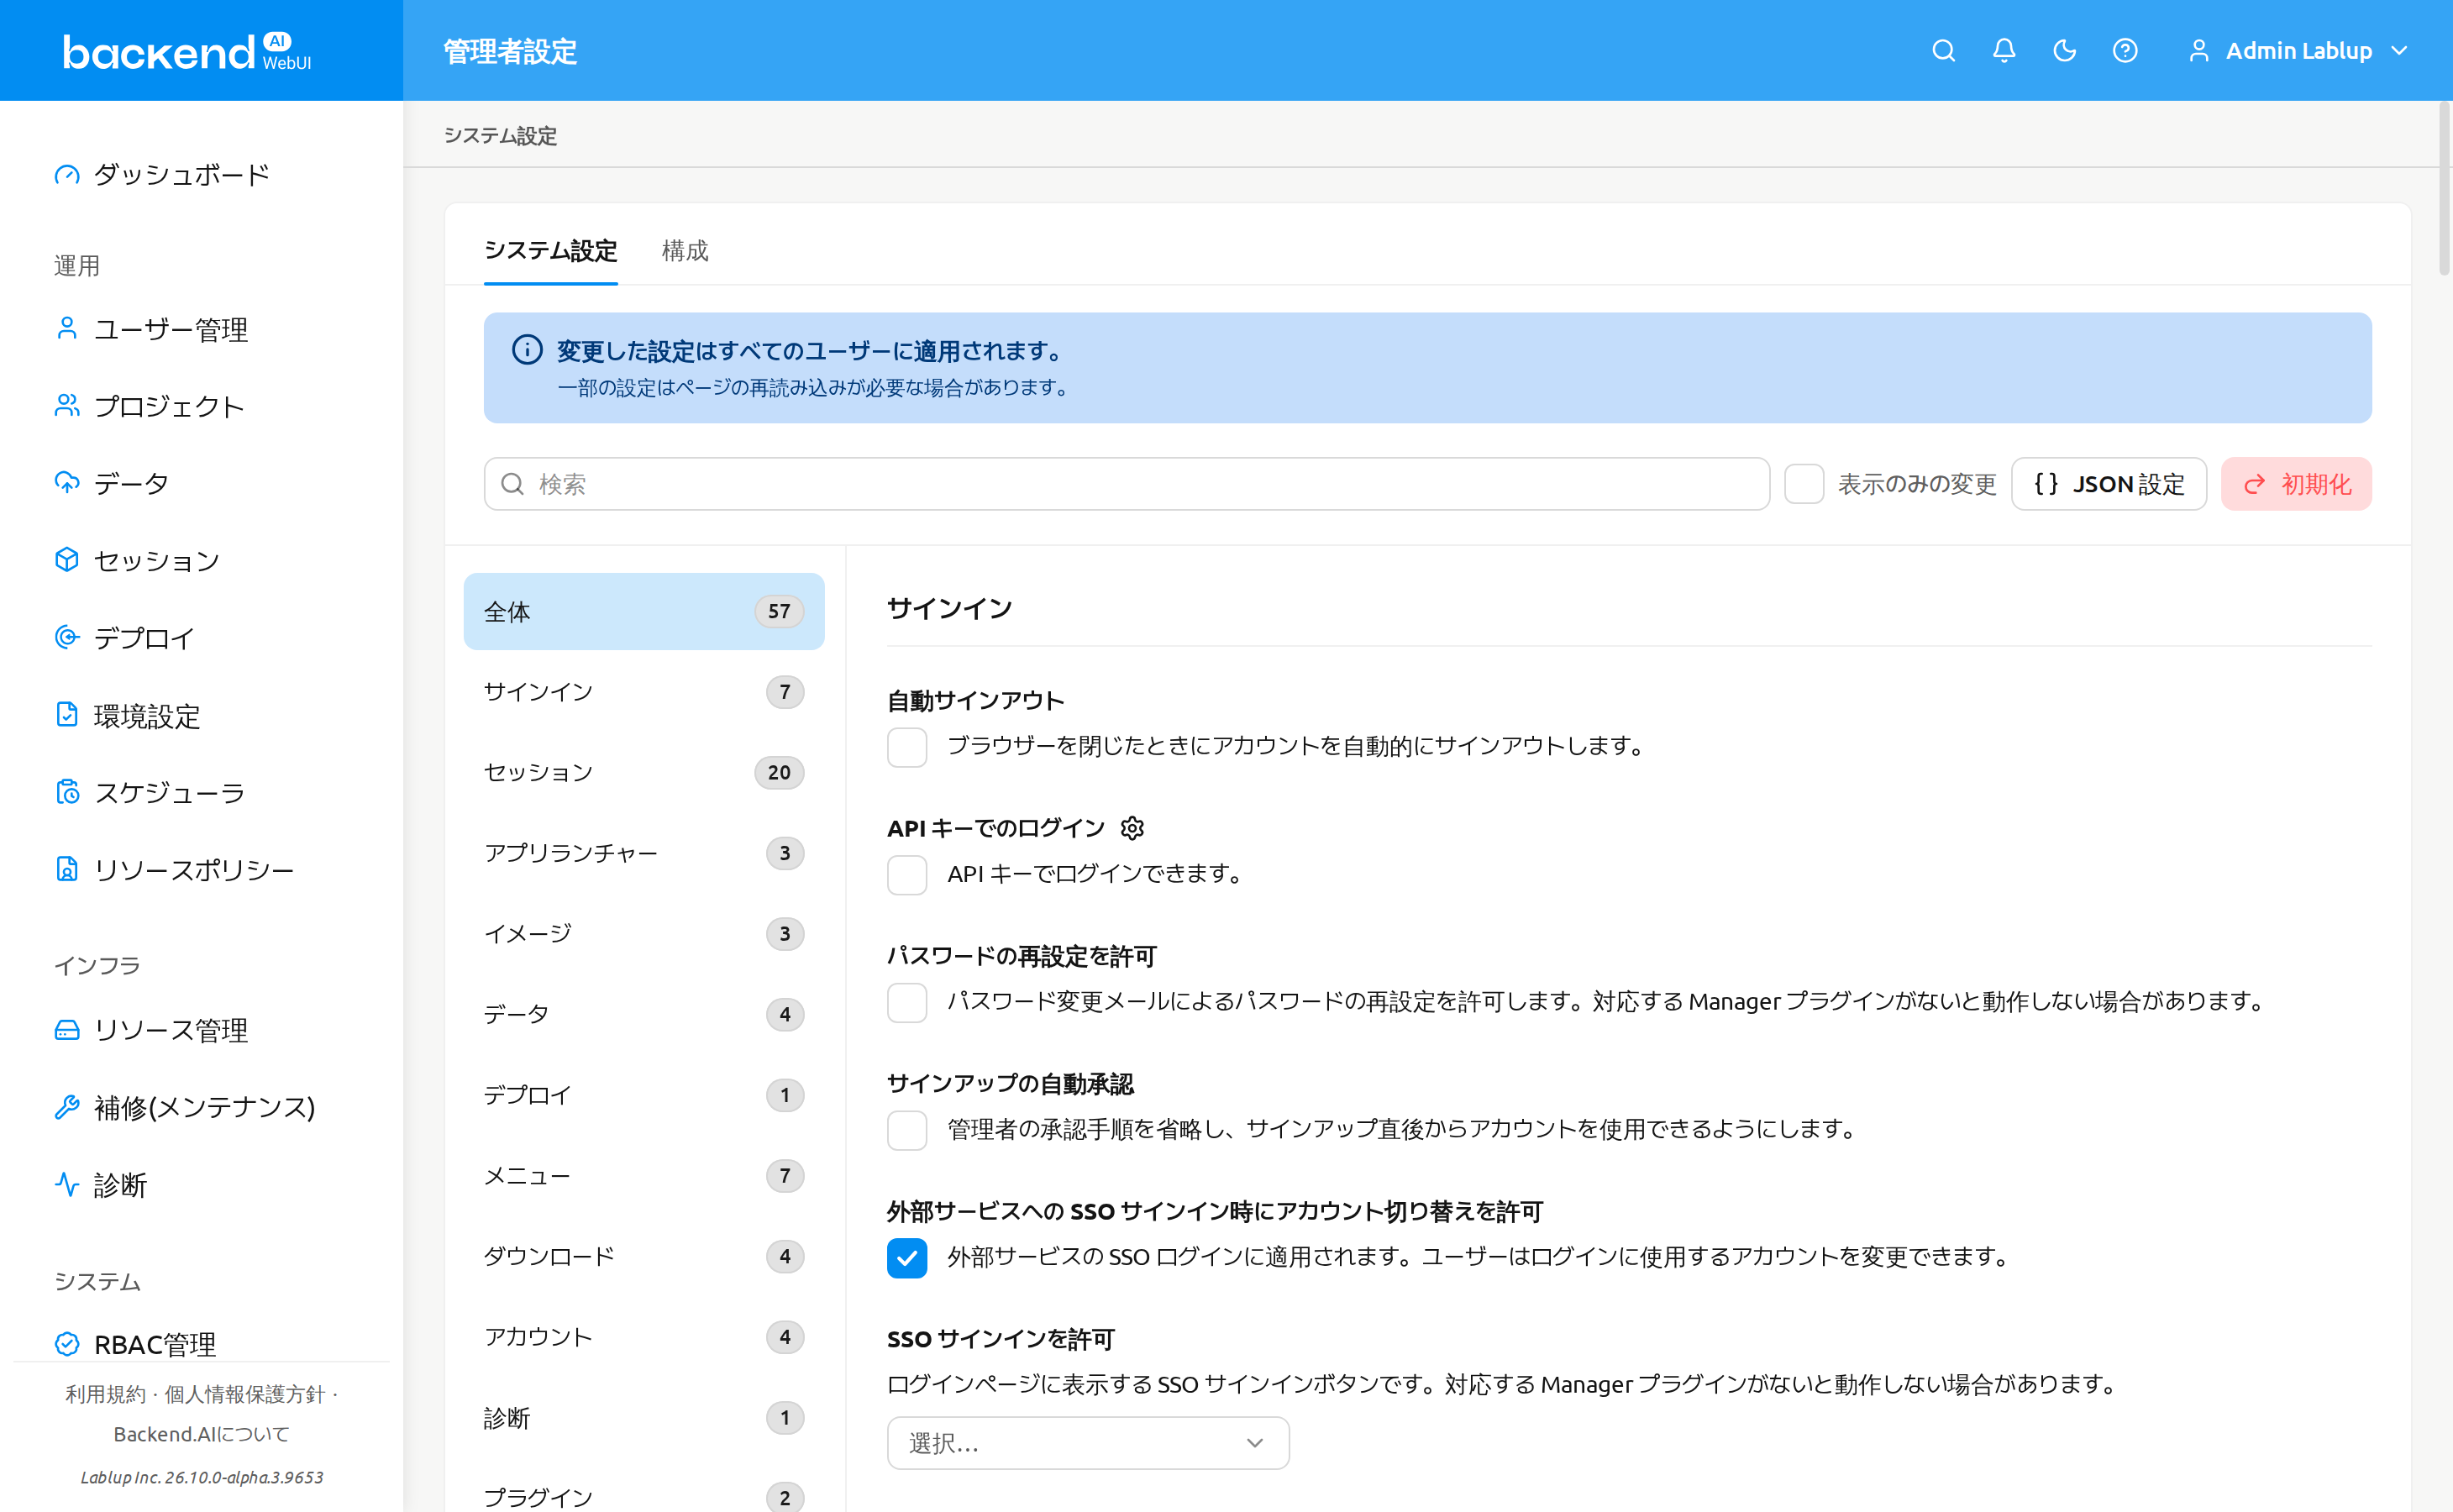 backend AI WebUI
管理者設定
Admin Lablup
システム設定
ダッシュボード
運用
ユーザー管理
プロジェクト
データ
セッション
デプロイ
環境設定
スケジューラ
リソースポリシー
インフラ
リソース管理
補修(メンテナンス)
診断
システム
RBAC管理
利用規約 · 個人情報保護方針 ·
Backend.AIについて
Lablup Inc. 26.10.0-alpha.3.9653
システム設定 構成
変更した設定はすべてのユーザーに適用されます。
一部の設定はページの再読み込みが必要な場合があります。
検索
表示のみの変更
{} JSON 設定
初期化
全体 57
サインイン 7
セッション 20
アプリランチャー 3
イメージ 3
データ 4
デプロイ 1
メニュー 7
ダウンロード 4
アカウント 4
診断 1
プラグイン 2
サインイン
自動サインアウト
ブラウザーを閉じたときにアカウントを自動的にサインアウトします。
API キーでのログイン
API キーでログインできます。
パスワードの再設定を許可
パスワード変更メールによるパスワードの再設定を許可します。対応する Manager プラグインがないと動作しない場合があります。
サインアップの自動承認
管理者の承認手順を省略し、サインアップ直後からアカウントを使用できるようにします。
外部サービスへの SSO サインイン時にアカウント切り替えを許可
外部サービスの SSO ログインに適用されます。ユーザーはログインに使用するアカウントを変更できます。
SSO サインインを許可
ログインページに表示する SSO サインインボタンです。対応する Manager プラグインがないと動作しない場合があります。
選択...